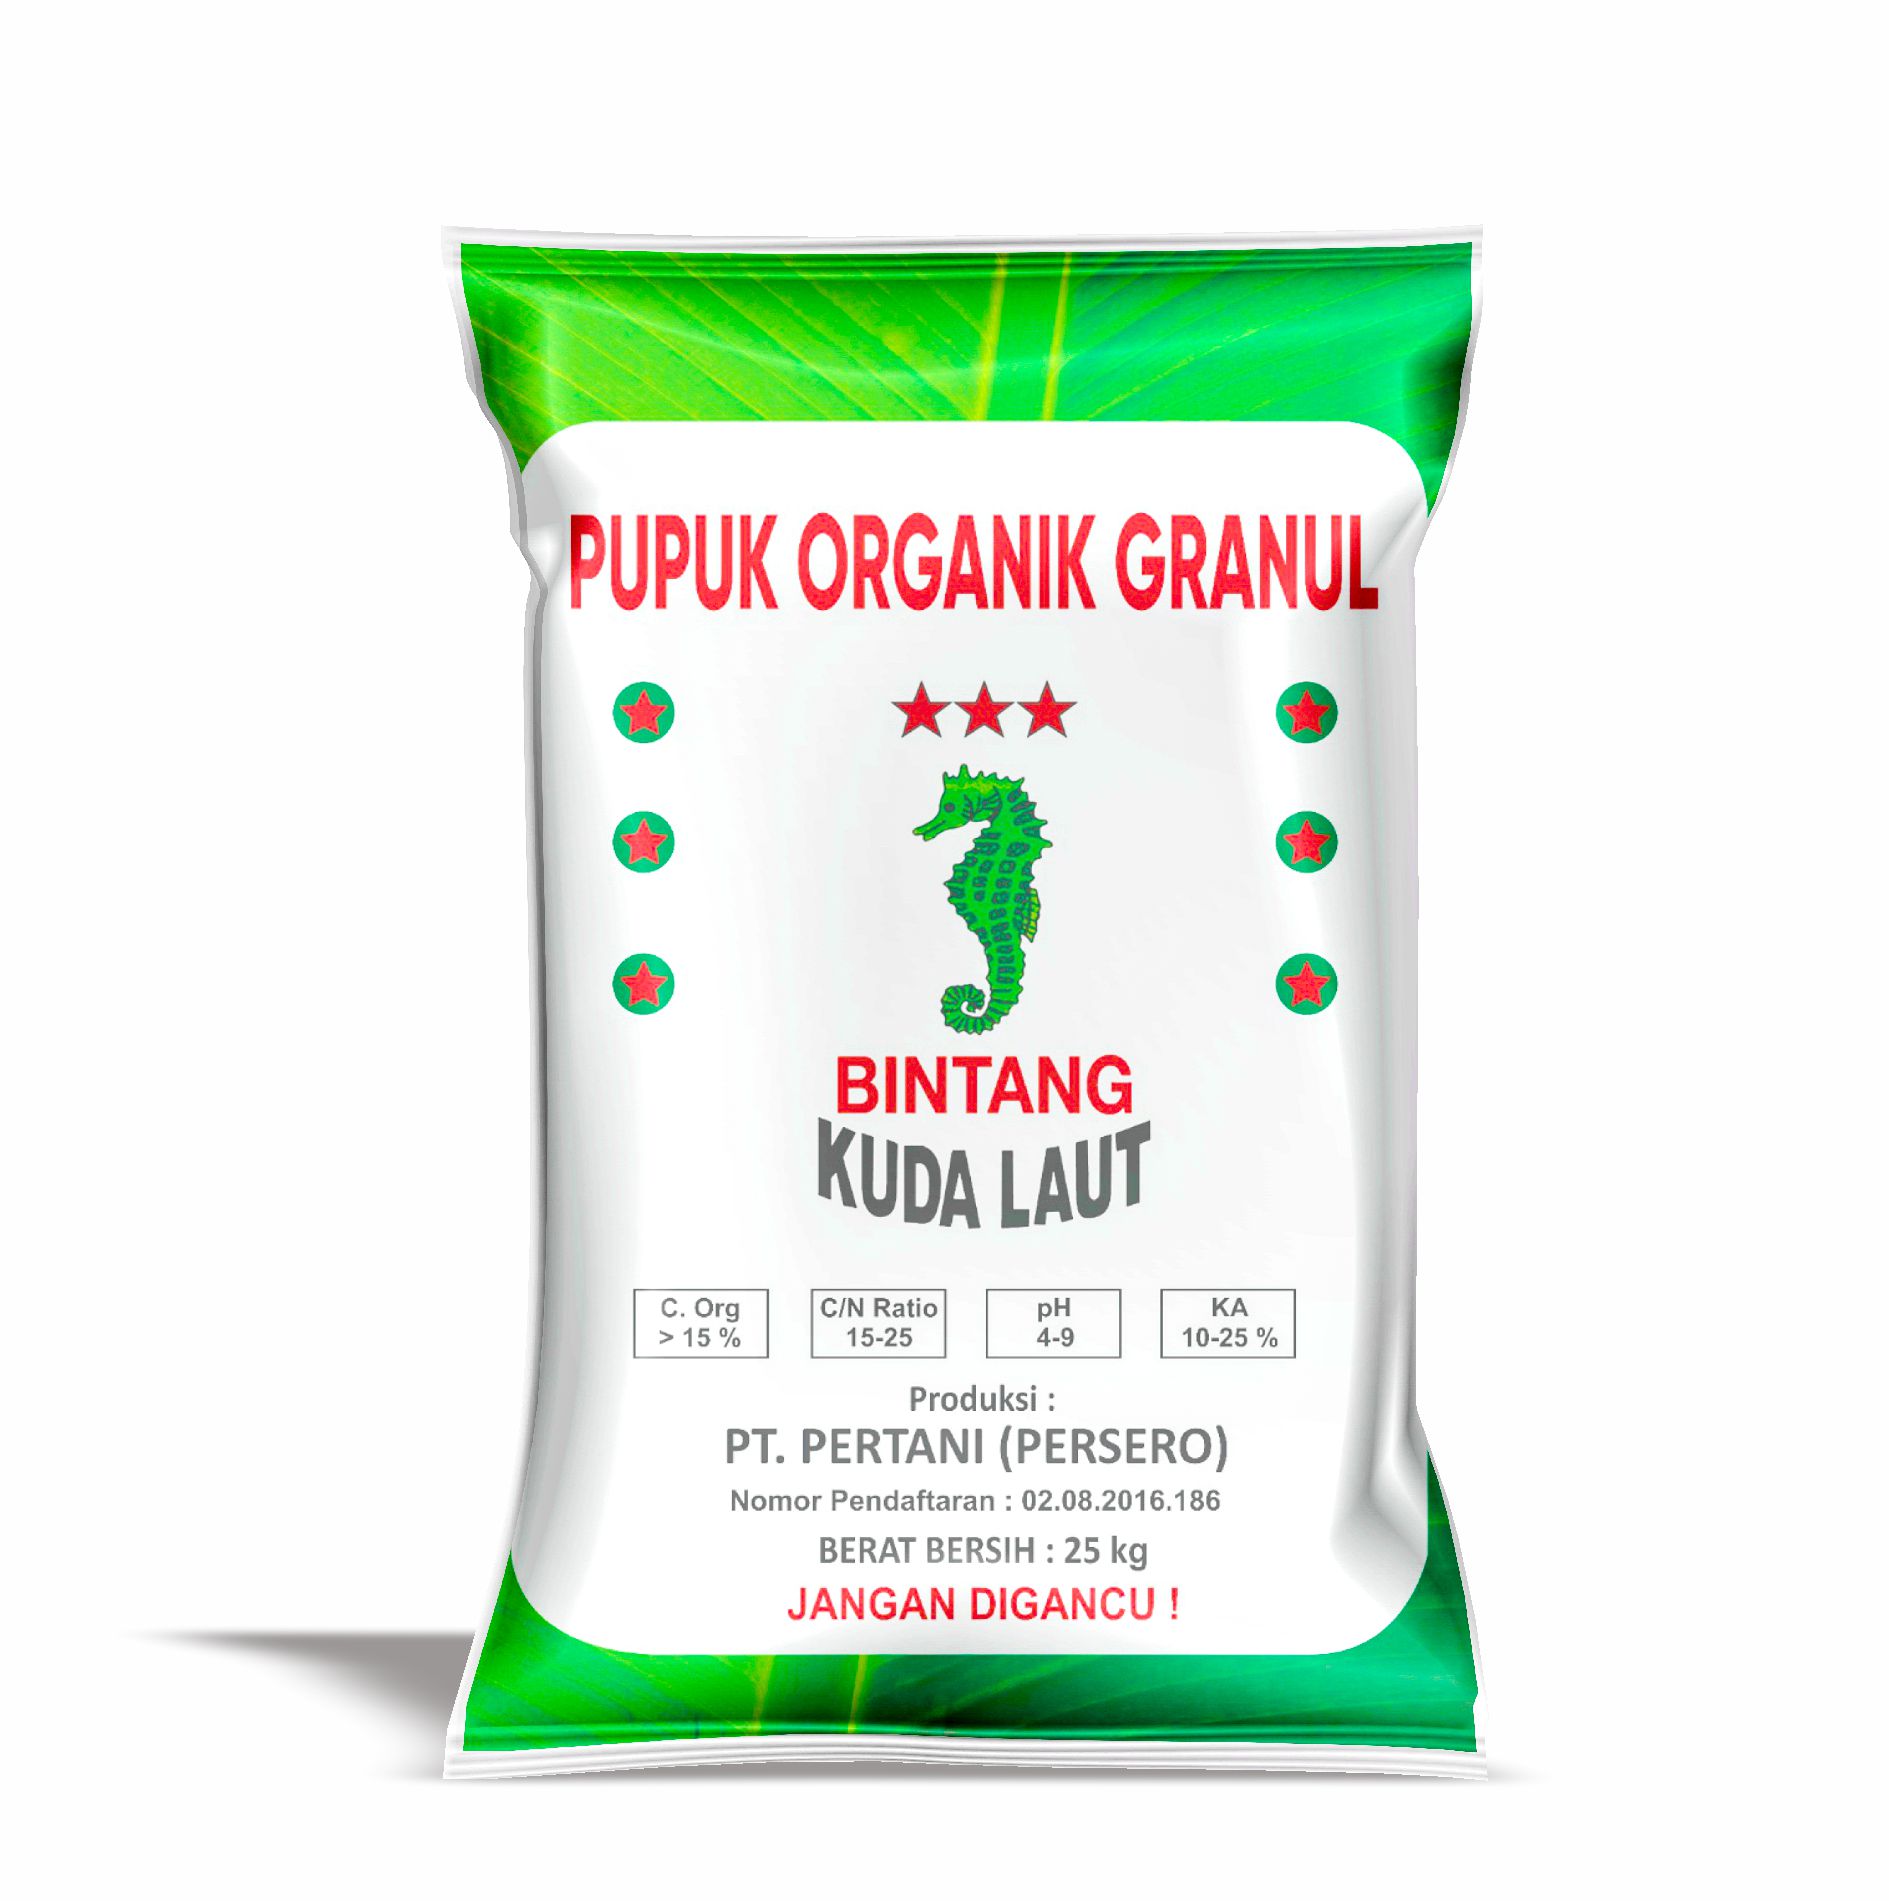 PUPUK ORGANIK GRANUL
BINTANG
KUDA LAUT
C. Org
> 15 %
C/N Ratio
15-25
pH
4-9
KA
10-25 %
Produksi :
PT. PERTANI (PERSERO)
Nomor Pendaftaran : 02.08.2016.186
BERAT BERSIH : 25 kg
JANGAN DIGANCU !